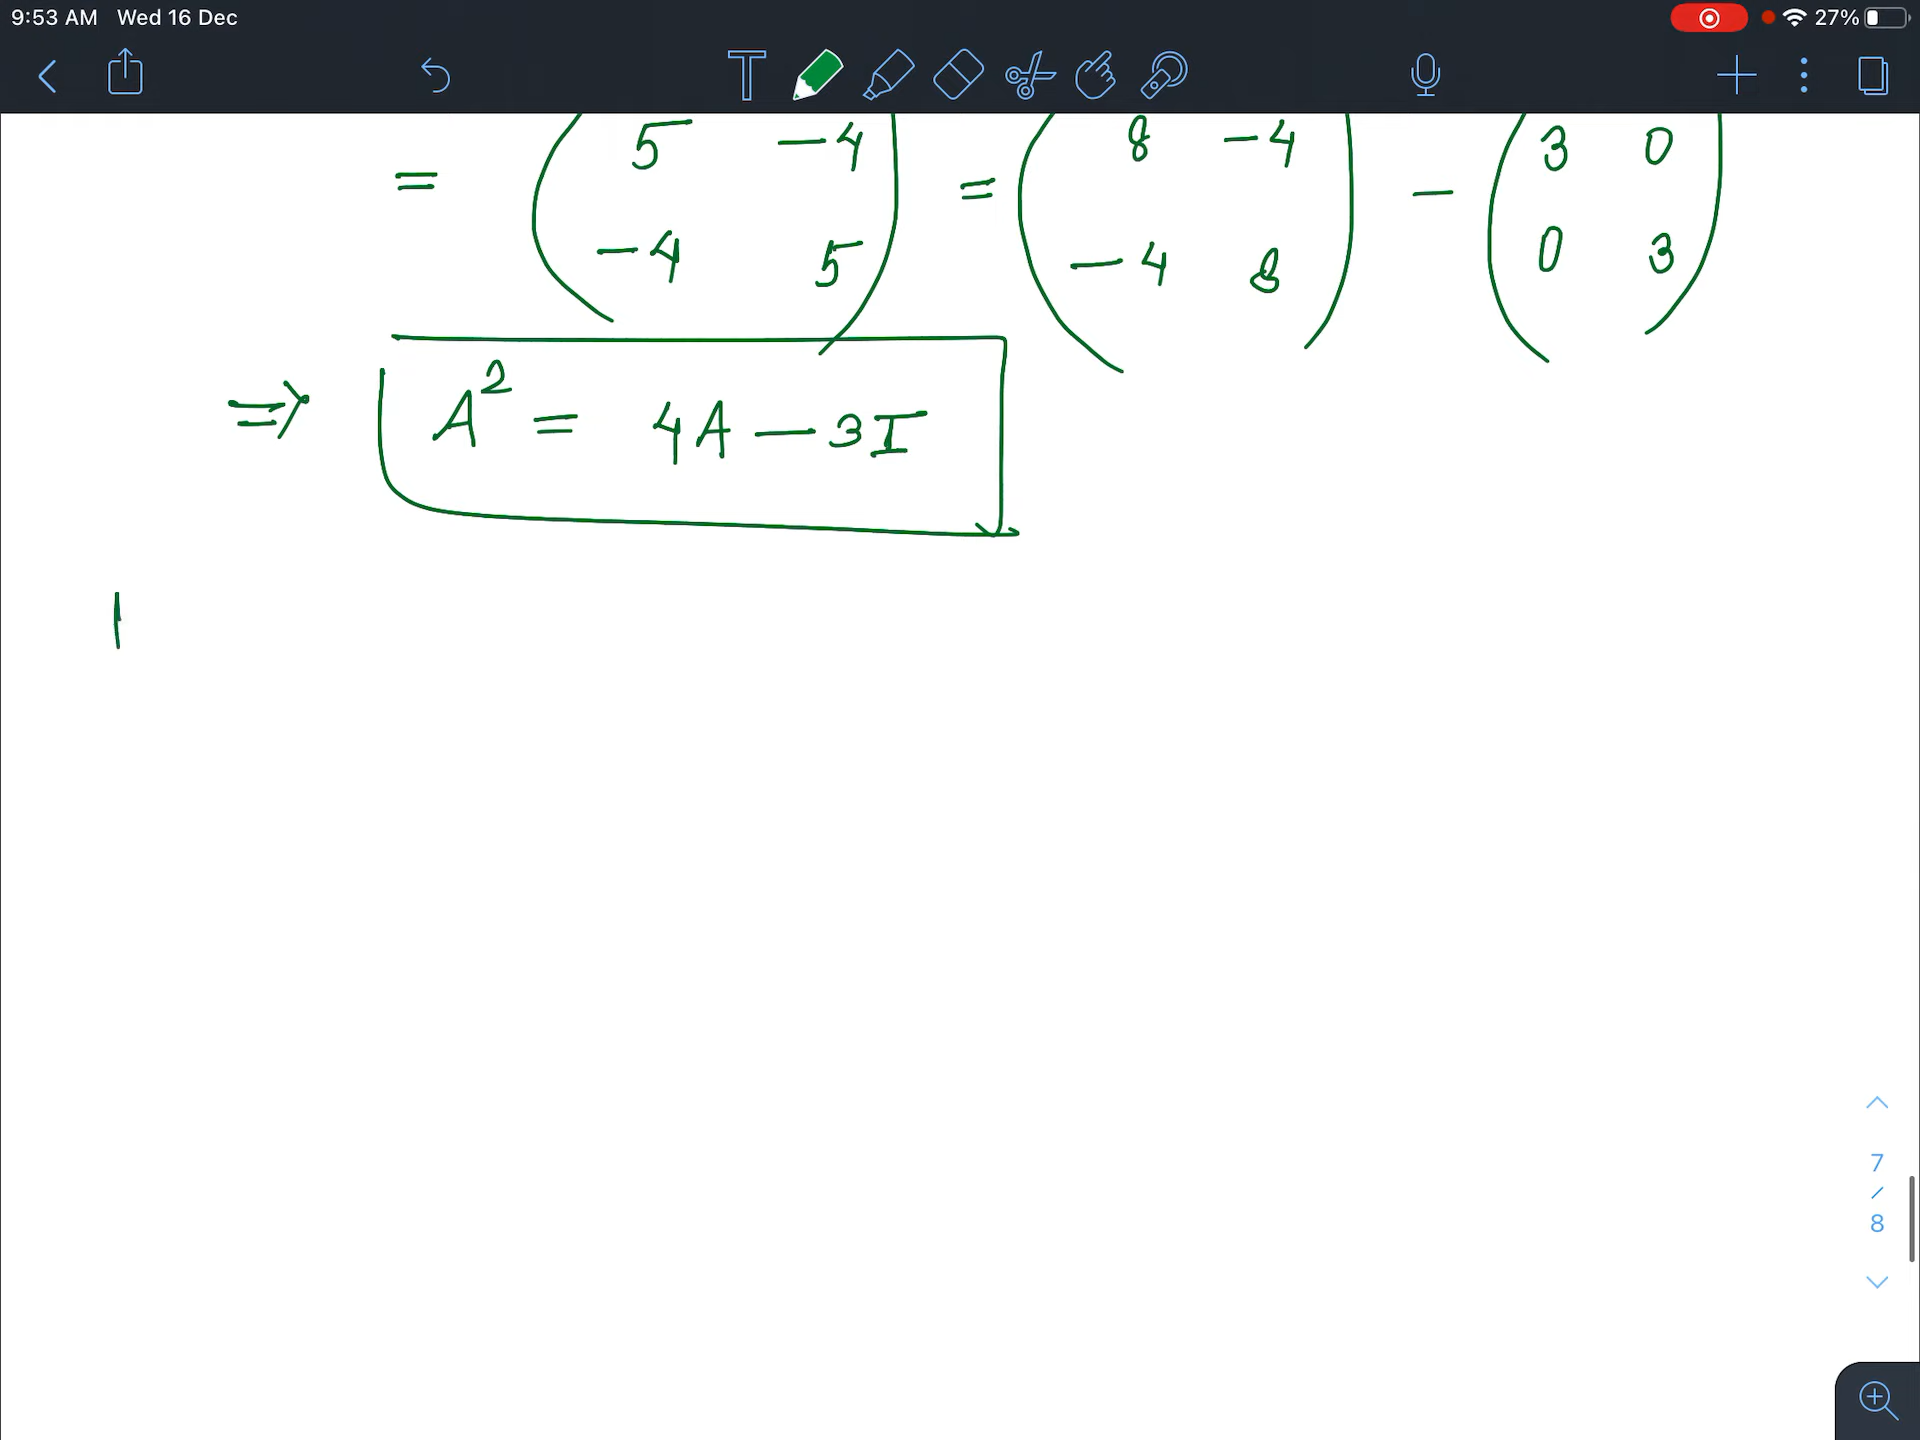 9:53 AM Wed 16 Dec 27%
T
= ( 5 -4 ) = ( 8 -4 ) - ( 3 0 )
( -4 5 ) ( -4 8 ) ( 0 3 )
⇒ A² = 4A - 3I
7
/
8